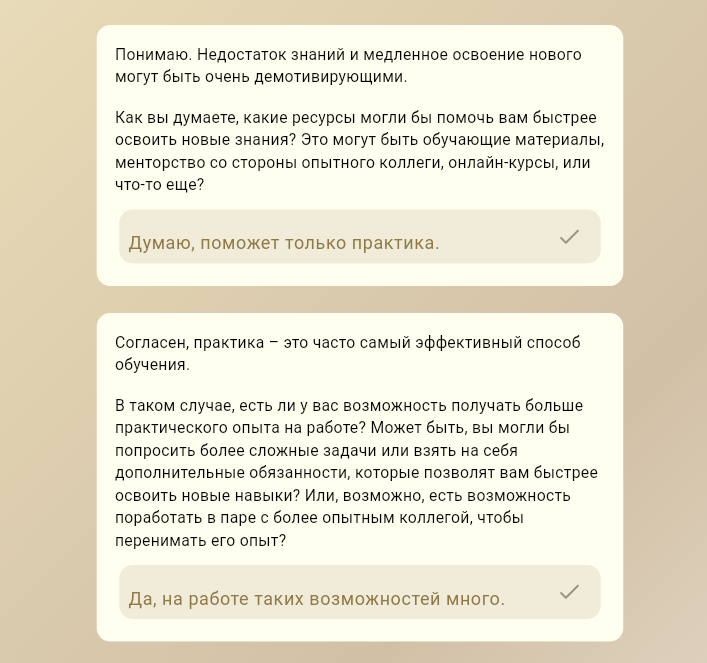 Понимаю. Недостаток знаний и медленное освоение нового
могут быть очень демотивирующими.
Как вы думаете, какие ресурсы могли бы помочь вам быстрее
освоить новые знания? Это могут быть обучающие материалы,
менторство со стороны опытного коллеги, онлайн-курсы, или
что-то еще?
Думаю, поможет только практика.
Согласен, практика – это часто самый эффективный способ
обучения.
В таком случае, есть ли у вас возможность получать больше
практического опыта на работе? Может быть, вы могли бы
попросить более сложные задачи или взять на себя
дополнительные обязанности, которые позволят вам быстрее
освоить новые навыки? Или, возможно, есть возможность
поработать в паре с более опытным коллегой, чтобы
перенимать его опыт?
Да, на работе таких возможностей много.